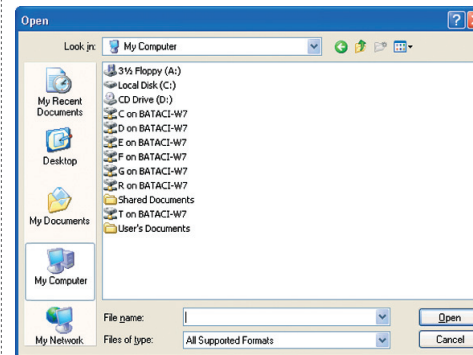 Open
Look in: My Computer
3½ Floppy (A:)
Local Disk (C:)
CD Drive (D:)
C on BATACI-W7
D on BATACI-W7
E on BATACI-W7
F on BATACI-W7
G on BATACI-W7
R on BATACI-W7
Shared Documents
T on BATACI-W7
User's Documents
My Recent
Documents
Desktop
My Documents
My Computer
My Network
File name:
Open
Files of type: All Supported Formats
Cancel